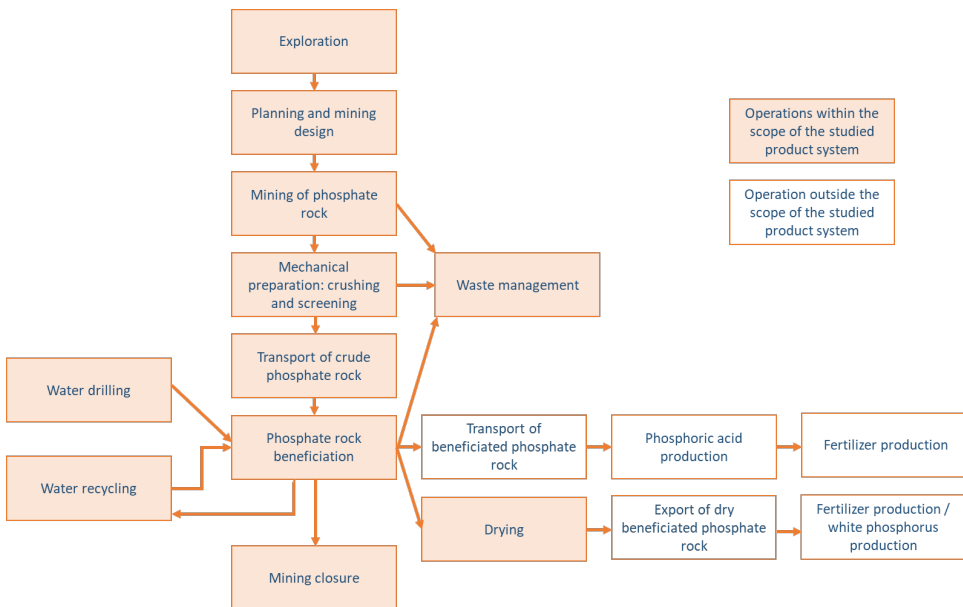 Exploration
Planning and mining
design
Operations within the
scope of the studied
product system
Mining of phosphate
rock
Operation outside the
scope of the studied
product system
Mechanical
preparation: crushing
and screening
Waste management
Transport of crude
phosphate rock
Water drilling
Phosphate rock
beneficiation
Transport of
beneficiated phosphate
rock
Phosphoric acid
production
Fertilizer production
Water recycling
Drying
Export of dry
beneficiated phosphate
rock
Fertilizer production /
white phosphorus
production
Mining closure